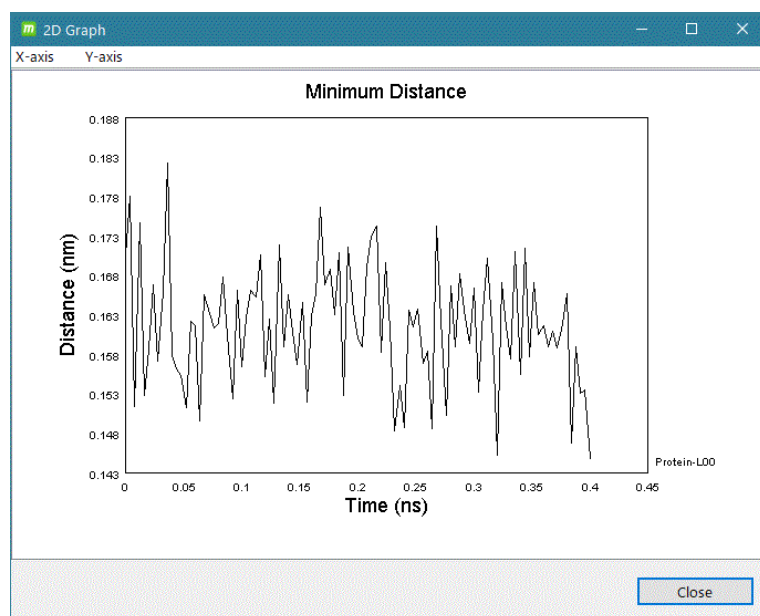 2D Graph
X-axis Y-axis
Minimum Distance
0.188
0.183
0.178
0.173
0.168
0.163
0.158
0.153
0.148
0.143
Distance (nm)
Protein-L00
0 0.05 0.1 0.15 0.2 0.25 0.3 0.35 0.4 0.45
Time (ns)
Close